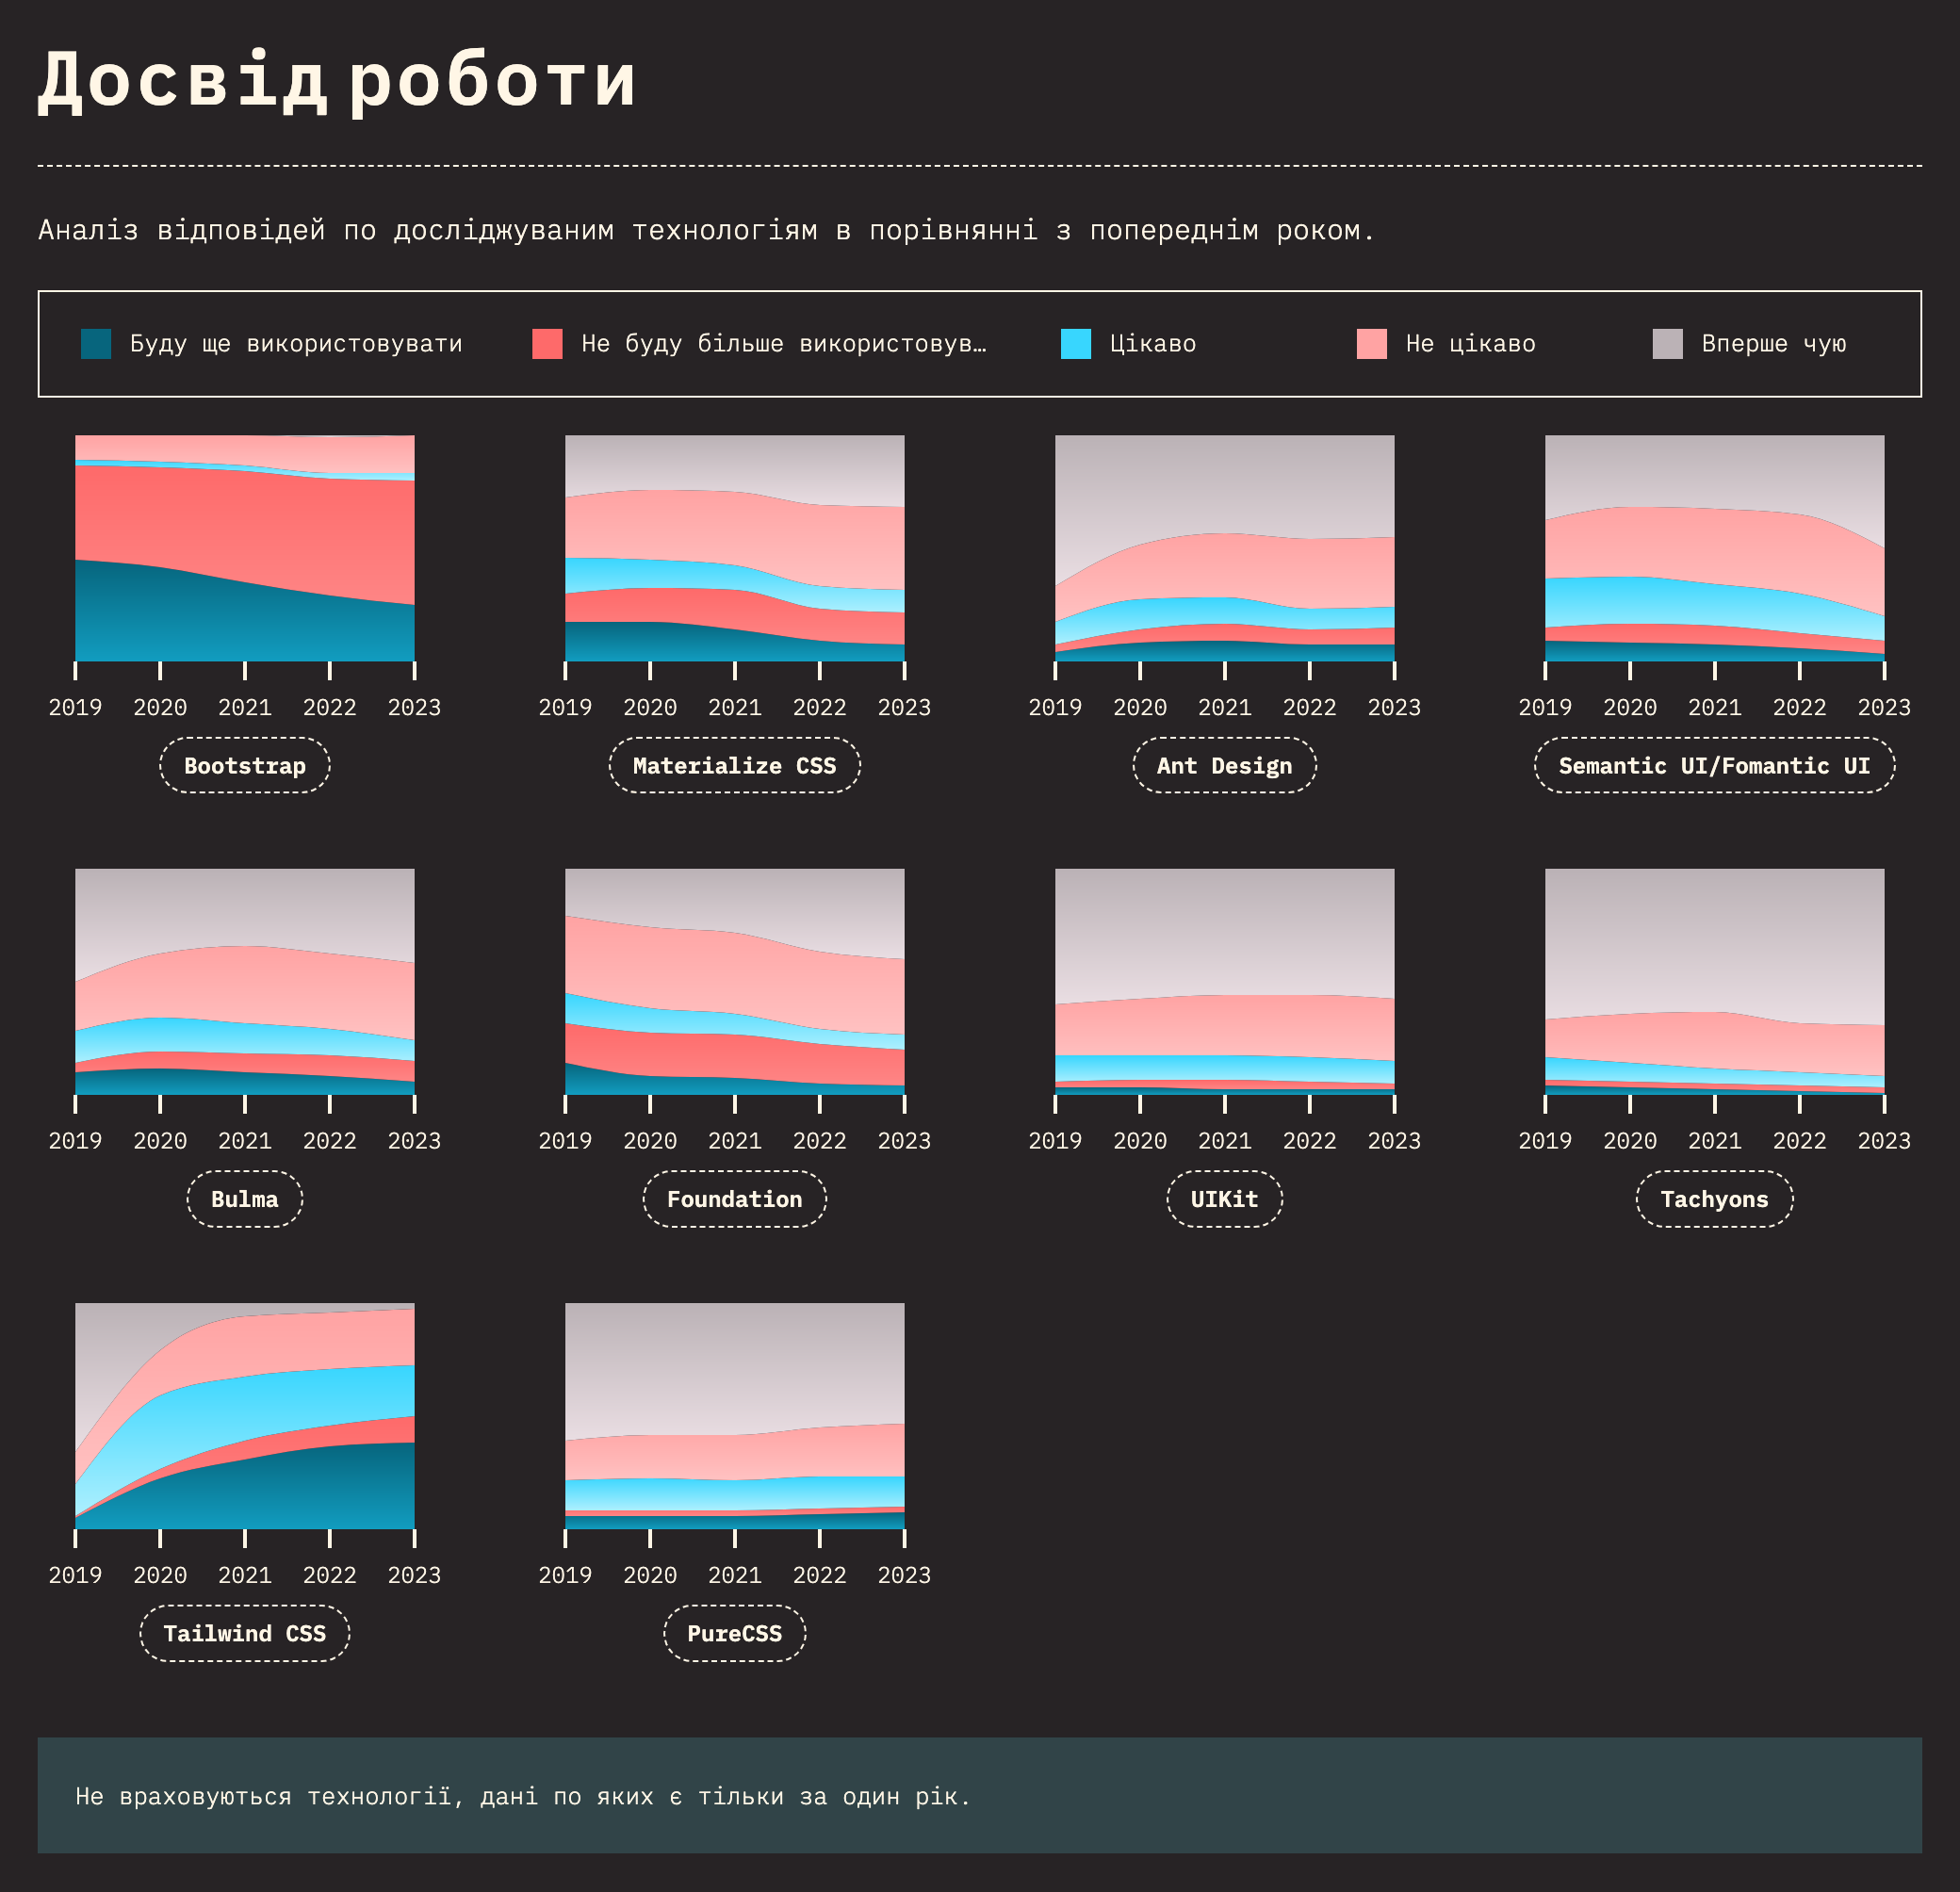 Досвід роботи
Аналіз відповідей по досліджуваним технологіям в порівнянні з попереднім роком.
Буду ще використовувати Не буду більше використовув… Цікаво Не цікаво Вперше чую
2019 2020 2021 2022 2023 2019 2020 2021 2022 2023 2019 2020 2021 2022 2023 2019 2020 2021 2022 2023
Bootstrap Materialize CSS Ant Design Semantic UI/Fomantic UI
2019 2020 2021 2022 2023 2019 2020 2021 2022 2023 2019 2020 2021 2022 2023 2019 2020 2021 2022 2023
Bulma Foundation UIKit Tachyons
2019 2020 2021 2022 2023 2019 2020 2021 2022 2023
Tailwind CSS PureCSS
Не враховуються технології, дані по яких є тільки за один рік.